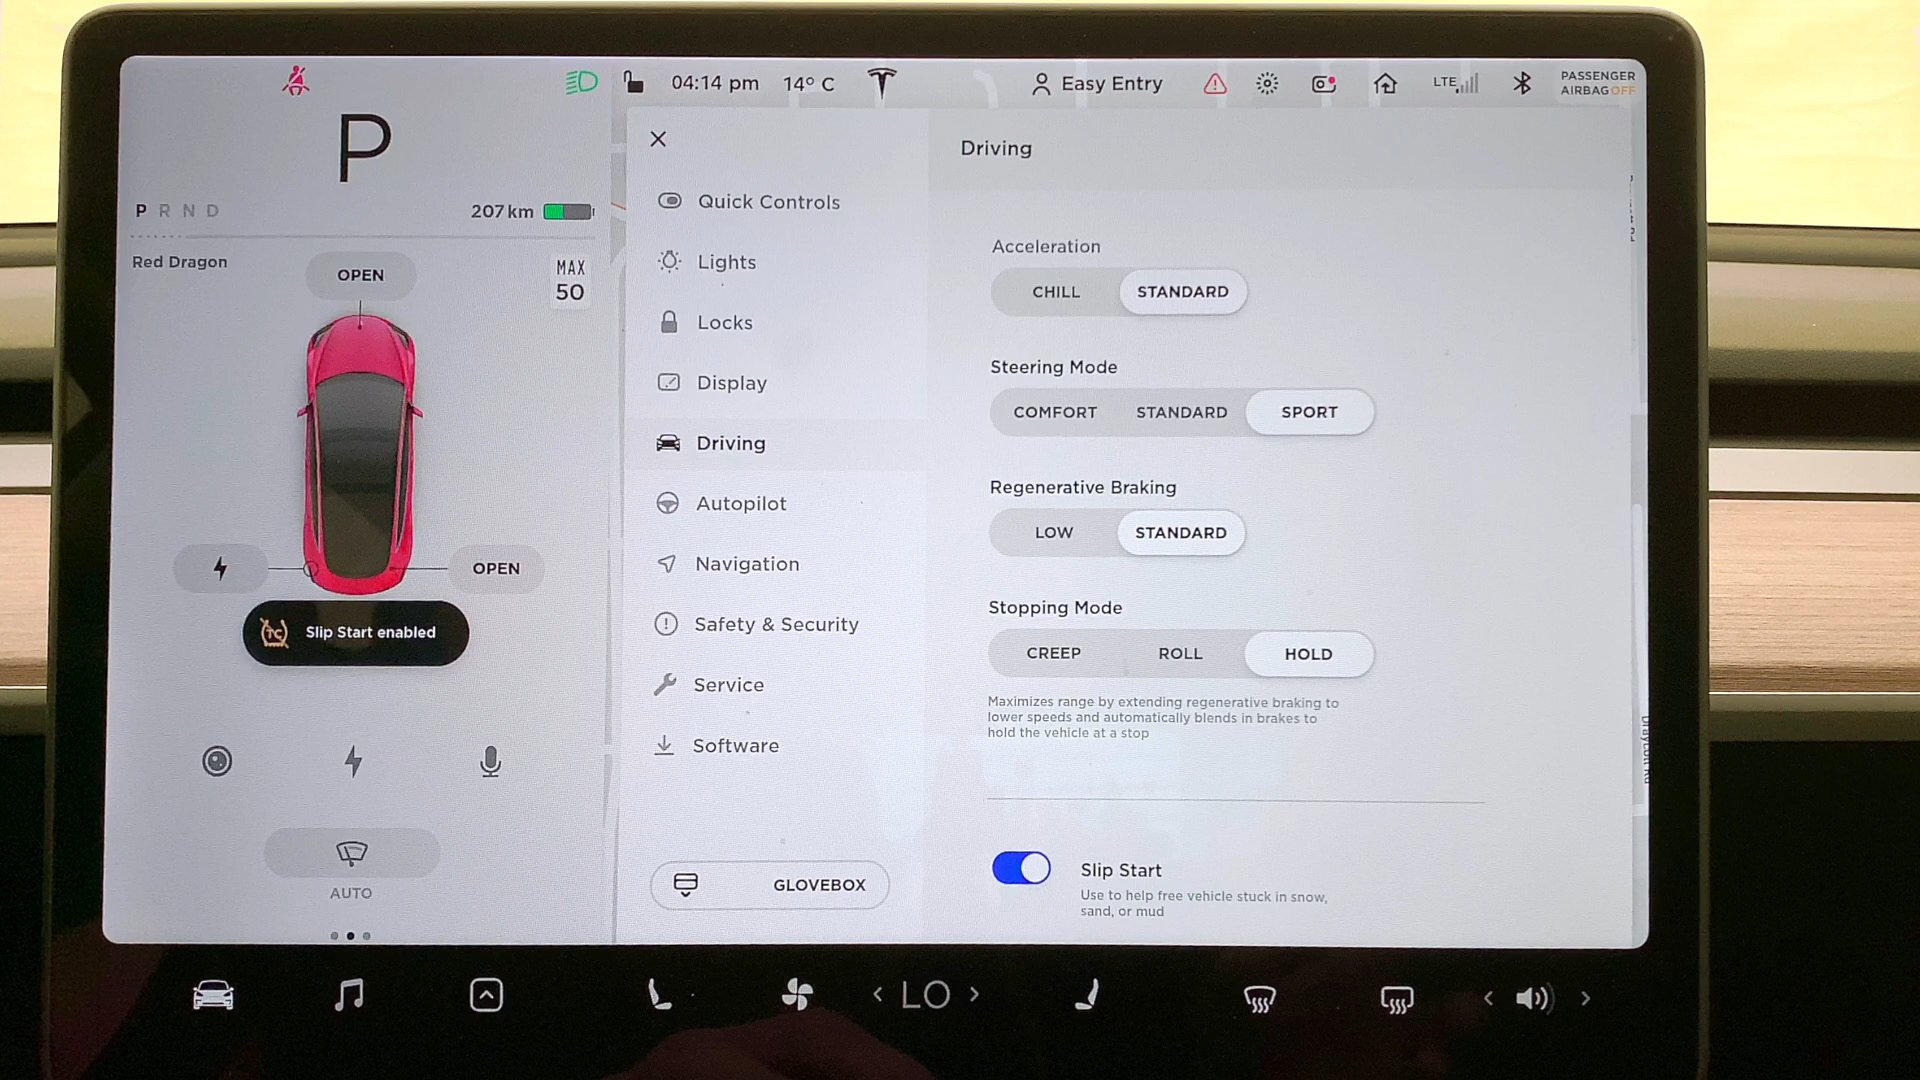 P
P R N D
207 km
Red Dragon
OPEN
MAX
50
OPEN
TC
Slip Start enabled
AUTO
04:14 pm
14° C
Easy Entry
LTE
PASSENGER
AIRBAG OFF
Quick Controls
Lights
Locks
Display
Driving
Autopilot
Navigation
Safety & Security
Service
Software
GLOVEBOX
Driving
Acceleration
CHILL STANDARD
Steering Mode
COMFORT STANDARD SPORT
Regenerative Braking
LOW STANDARD
Stopping Mode
CREEP ROLL HOLD
Maximizes range by extending regenerative braking to
lower speeds and automatically blends in brakes to
hold the vehicle at a stop
Slip Start
Use to help free vehicle stuck in snow,
sand, or mud
Draycott Rd
LO